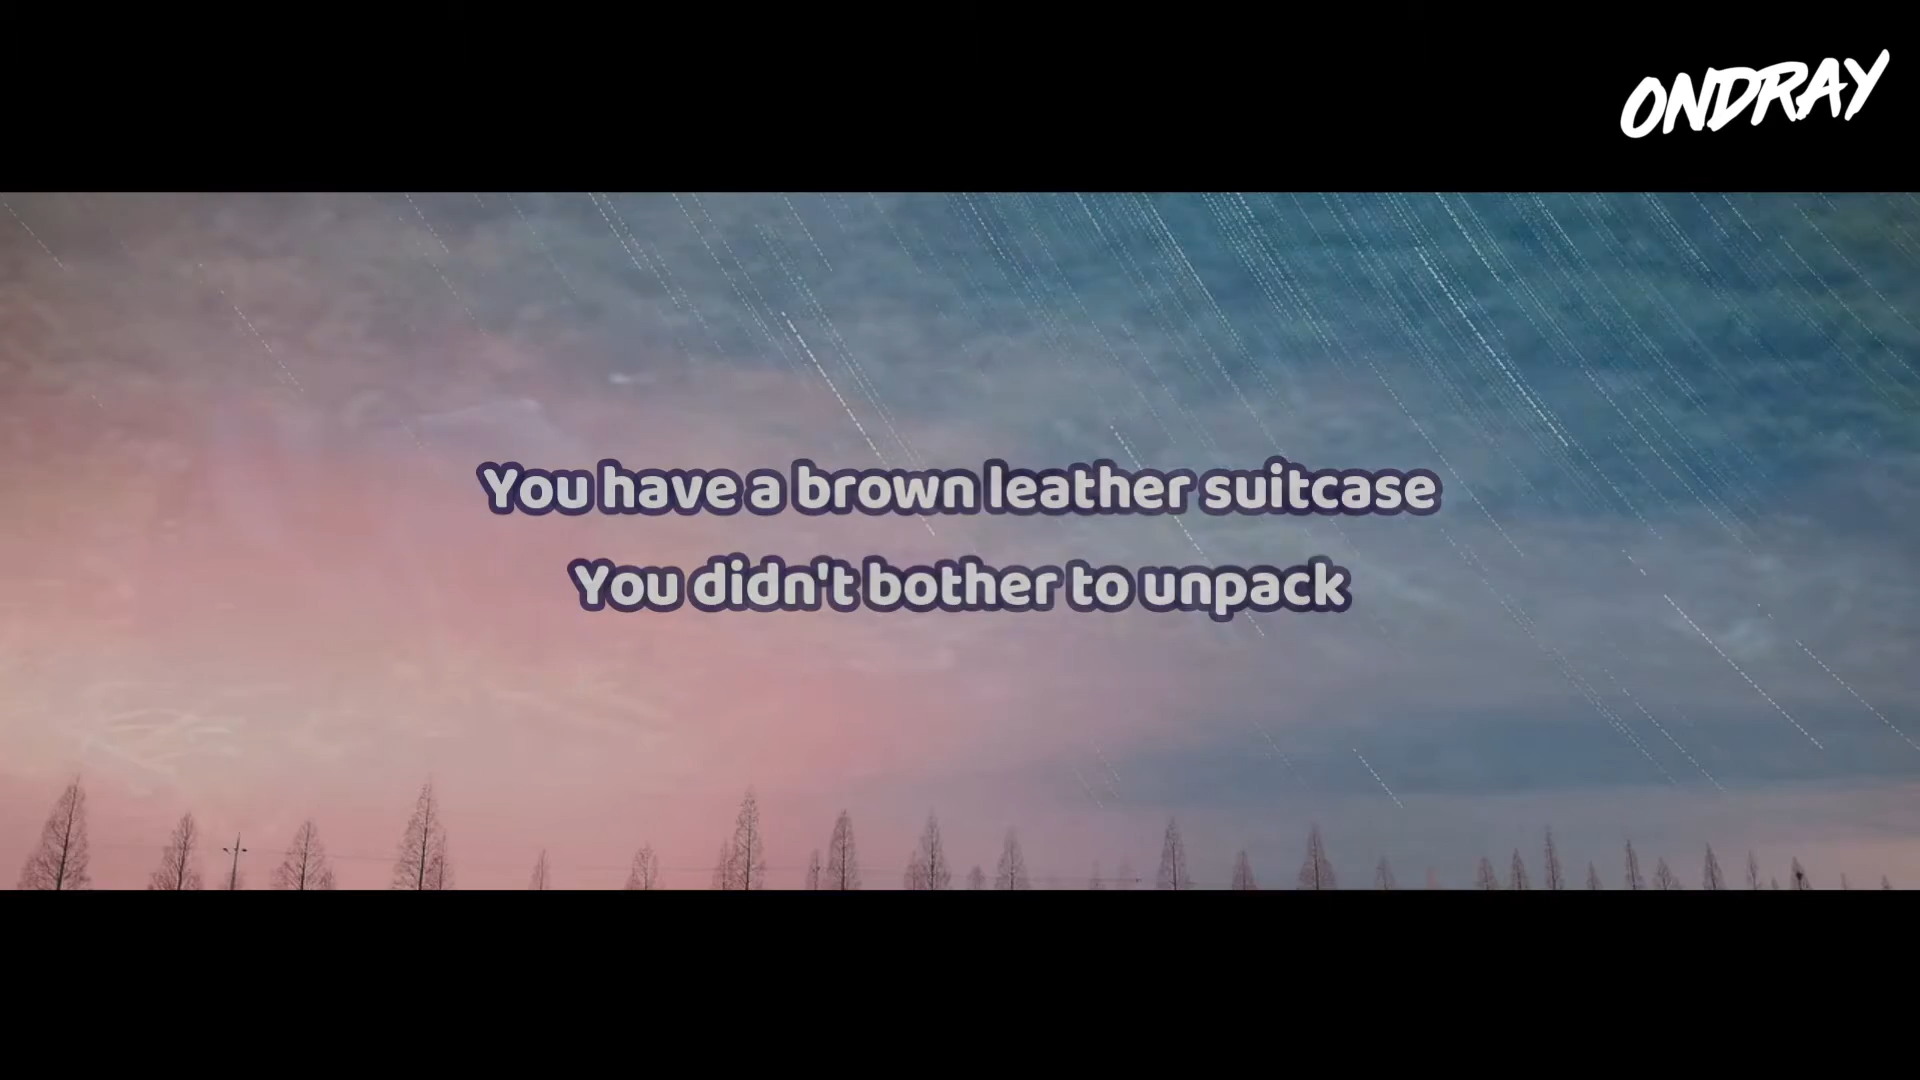 ONDRAY
You have a brown leather suitcase
You didn't bother to unpack